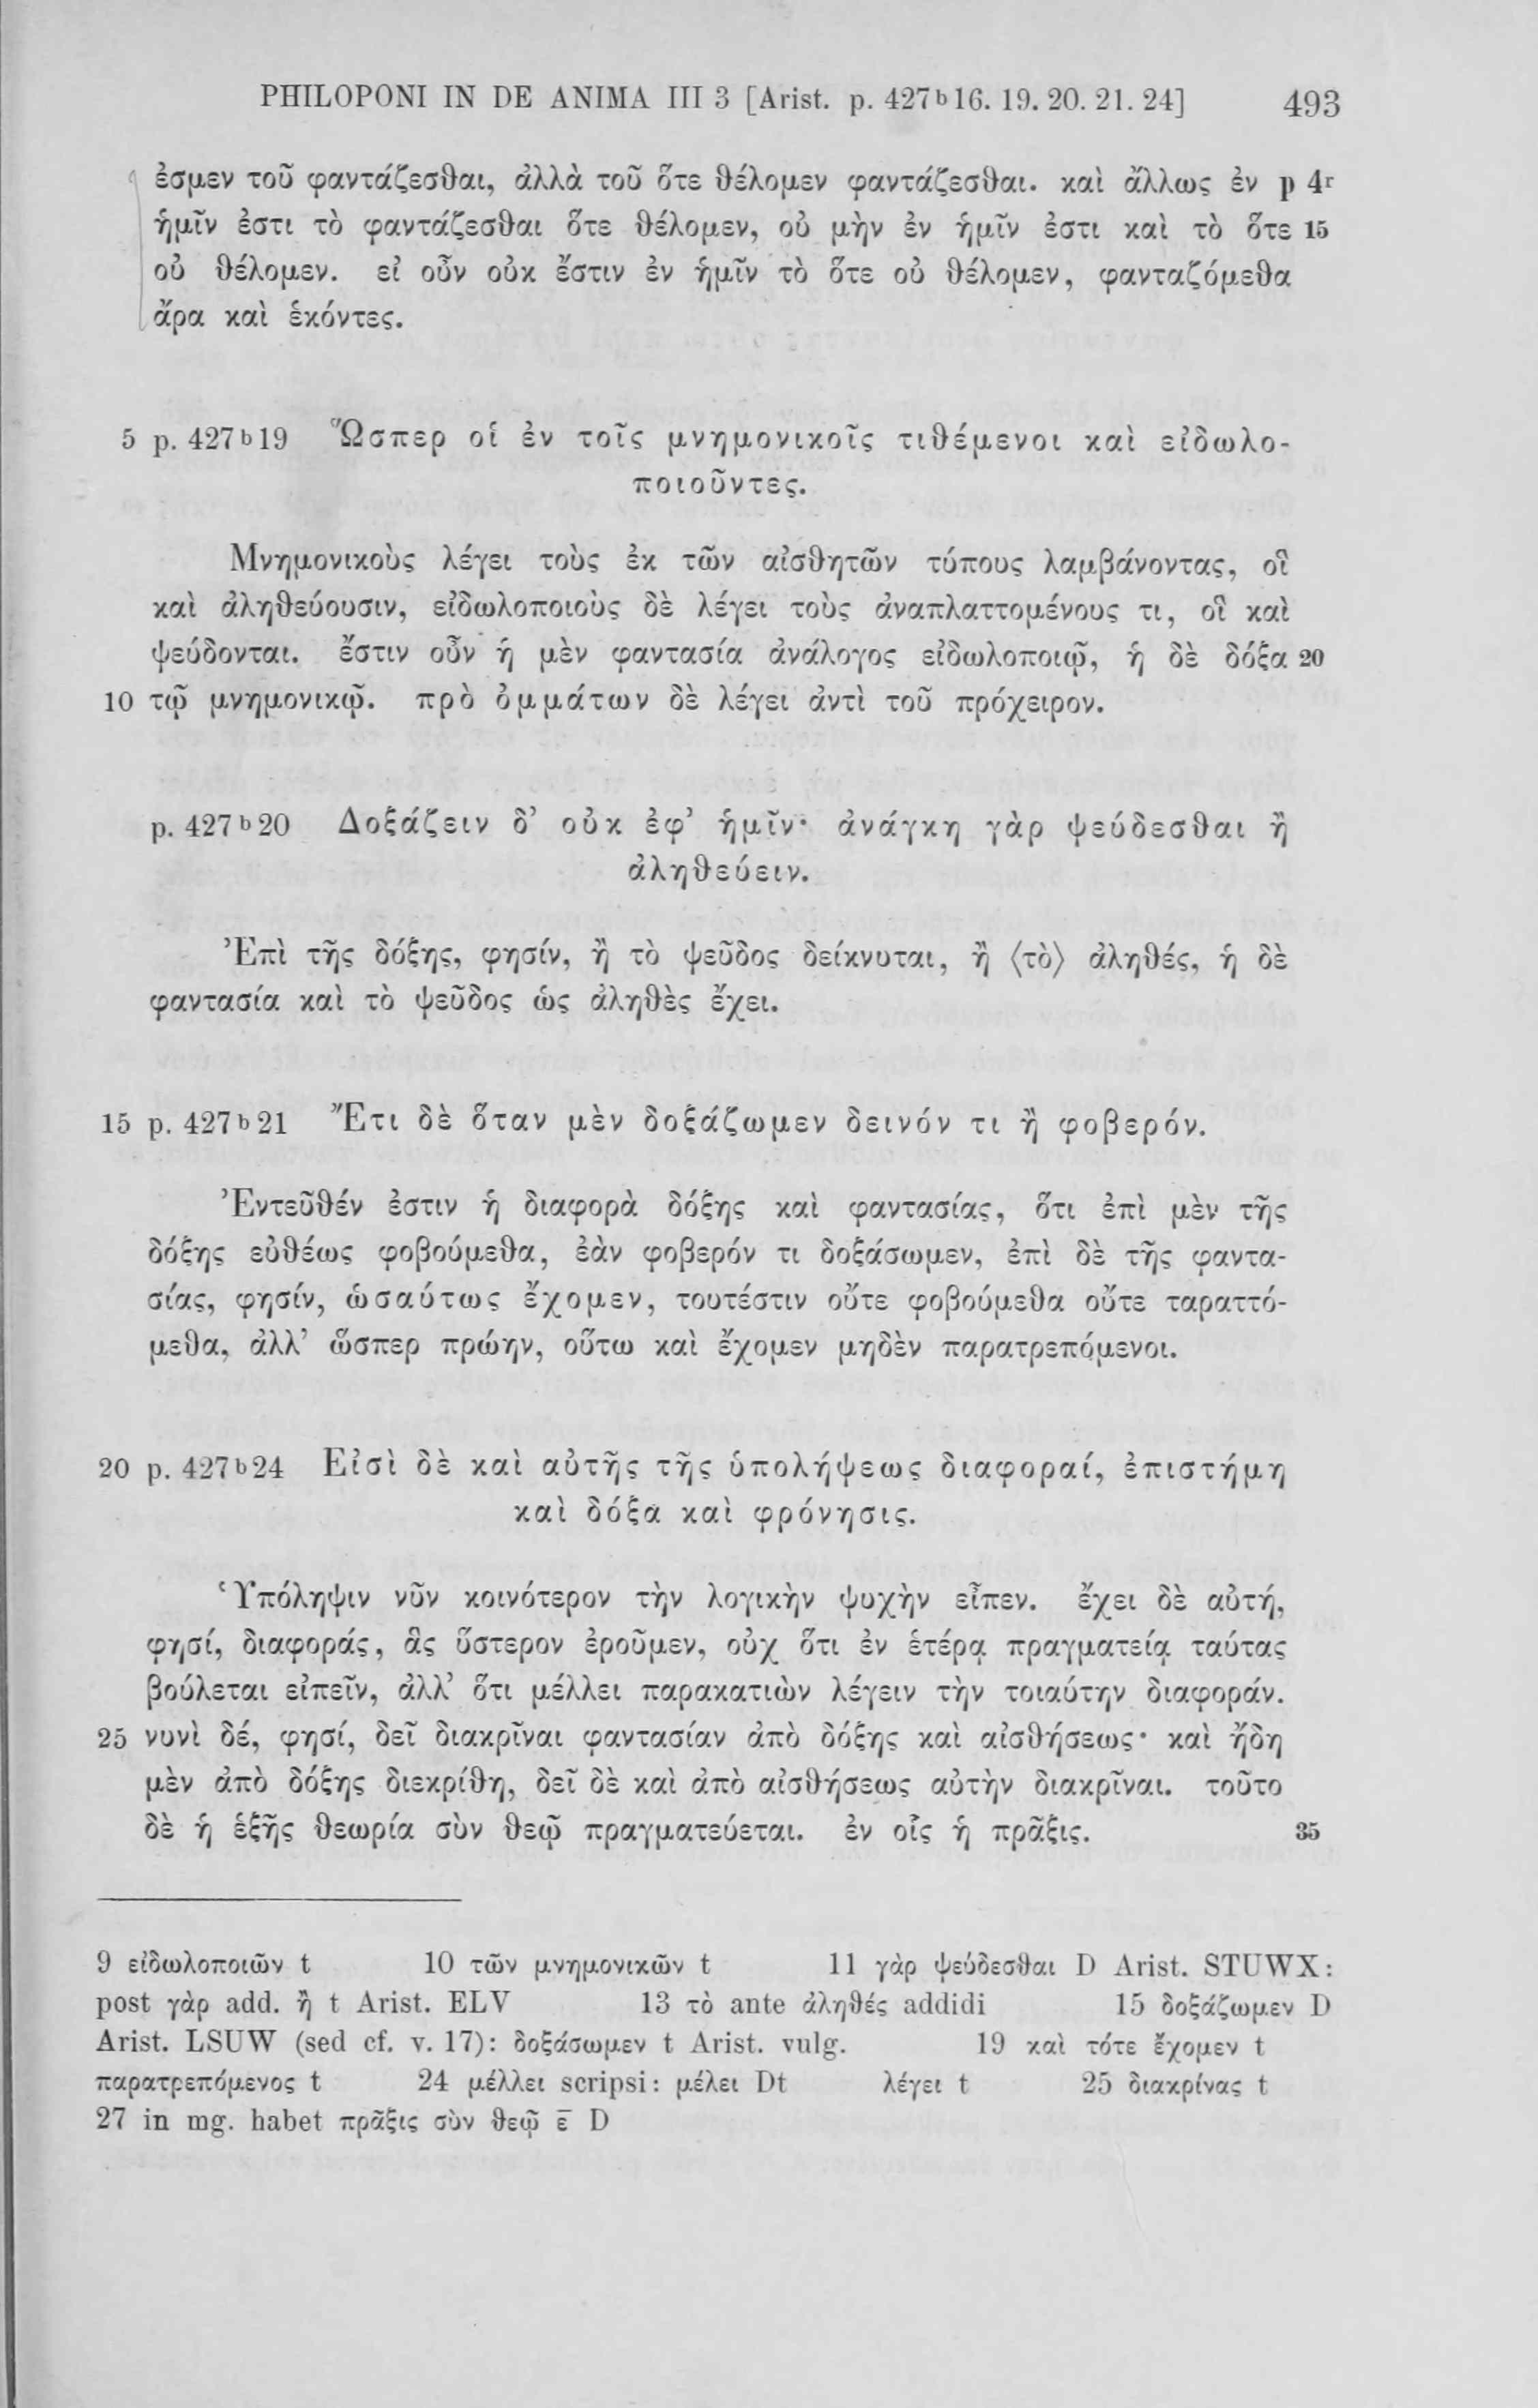 PHILOPONI IN DE ANIMA III 3 [Arist. p. 427b16. 19. 20. 21. 24] 493
ἐσμεν τοῦ φαντάζεσθαι, ἀλλὰ τοῦ ὅτε θέλομεν φαντάζεσθαι. καὶ ἄλλως ἐν p 4r
ἡμῖν ἐστι τὸ φαντάζεσθαι ὅτε θέλομεν, οὐ μὴν ἐν ἡμῖν ἐστι καὶ τὸ ὅτε 15
οὐ θέλομεν. εἰ οὖν οὐκ ἔστιν ἐν ἡμῖν τὸ ὅτε οὐ θέλομεν, φανταζόμεθα
ἄρα καὶ ἑκόντες.
5 p. 427b19 Ὥσπερ οἱ ἐν τοῖς μνημονικοῖς τιθέμενοι καὶ εἰδωλο-
ποιοῦντες.
Μνημονικοὺς λέγει τοὺς ἐκ τῶν αἰσθητῶν τύπους λαμβάνοντας, οἳ
καὶ ἀληθεύουσιν, εἰδωλοποιοὺς δὲ λέγει τοὺς ἀναπλαττομένους τι, οἳ καὶ
ψεύδονται. ἔστιν οὖν ἡ μὲν φαντασία ἀνάλογος εἰδωλοποιῷ, ἡ δὲ δόξα 20
10 τῷ μνημονικῷ. πρὸ ὀμμάτων δὲ λέγει ἀντὶ τοῦ πρόχειρον.
p. 427b20 Δοξάζειν δ’ οὐκ ἐφ’ ἡμῖν· ἀνάγκη γὰρ ψεύδεσθαι ἢ
ἀληθεύειν.
Ἐπὶ τῆς δόξης, φησίν, ἢ τὸ ψεῦδος δείκνυται, ἢ ⟨τὸ⟩ ἀληθές, ἡ δὲ
φαντασία καὶ τὸ ψεῦδος ὡς ἀληθὲς ἔχει.
15 p. 427b21 Ἔτι δὲ ὅταν μὲν δοξάζωμεν δεινόν τι ἢ φοβερόν.
Ἐντεῦθέν ἐστιν ἡ διαφορὰ δόξης καὶ φαντασίας, ὅτι ἐπὶ μὲν τῆς
δόξης εὐθέως φοβούμεθα, ἐὰν φοβερόν τι δοξάσωμεν, ἐπὶ δὲ τῆς φαντα-
σίας, φησίν, ὡσαύτως ἔχομεν, τουτέστιν οὔτε φοβούμεθα οὔτε ταραττό-
μεθα, ἀλλ’ ὥσπερ πρώην, οὕτω καὶ ἔχομεν μηδὲν παρατρεπόμενοι.
20 p. 427b24 Εἰσὶ δὲ καὶ αὐτῆς τῆς ὑπολήψεως διαφοραί, ἐπιστήμη
καὶ δόξα καὶ φρόνησις.
Ὑπόληψιν νῦν κοινότερον τὴν λογικὴν ψυχὴν εἶπεν. ἔχει δὲ αὐτή,
φησί, διαφοράς, ἃς ὕστερον ἐροῦμεν, οὐχ ὅτι ἐν ἑτέρᾳ πραγματείᾳ ταύτας
βούλεται εἰπεῖν, ἀλλ’ ὅτι μέλλει παρακατιὼν λέγειν τὴν τοιαύτην διαφοράν.
25 νυνὶ δέ, φησί, δεῖ διακρῖναι φαντασίαν ἀπὸ δόξης καὶ αἰσθήσεως· καὶ ἤδη
μὲν ἀπὸ δόξης διεκρίθη, δεῖ δὲ καὶ ἀπὸ αἰσθήσεως αὐτὴν διακρῖναι. τοῦτο
δὲ ἡ ἑξῆς θεωρία σὺν θεῷ πραγματεύεται. ἐν οἷς ἡ πρᾶξις. 35
9 εἰδωλοποιῶν t 10 τῶν μνημονικῶν t 11 γὰρ ψεύδεσθαι D Arist. STUWX:
post γὰρ add. ἢ t Arist. ELV 13 τὸ ante ἀληθές addidi 15 δοξάζωμεν D
Arist. LSUW (sed cf. v. 17): δοξάσωμεν t Arist. vulg. 19 καὶ τότε ἔχομεν t
παρατρεπόμενος t 24 μέλλει scripsi: μέλει Dt λέγει t 25 διακρίνας t
27 in mg. habet πρᾶξις σὺν θεῷ ε̅ D